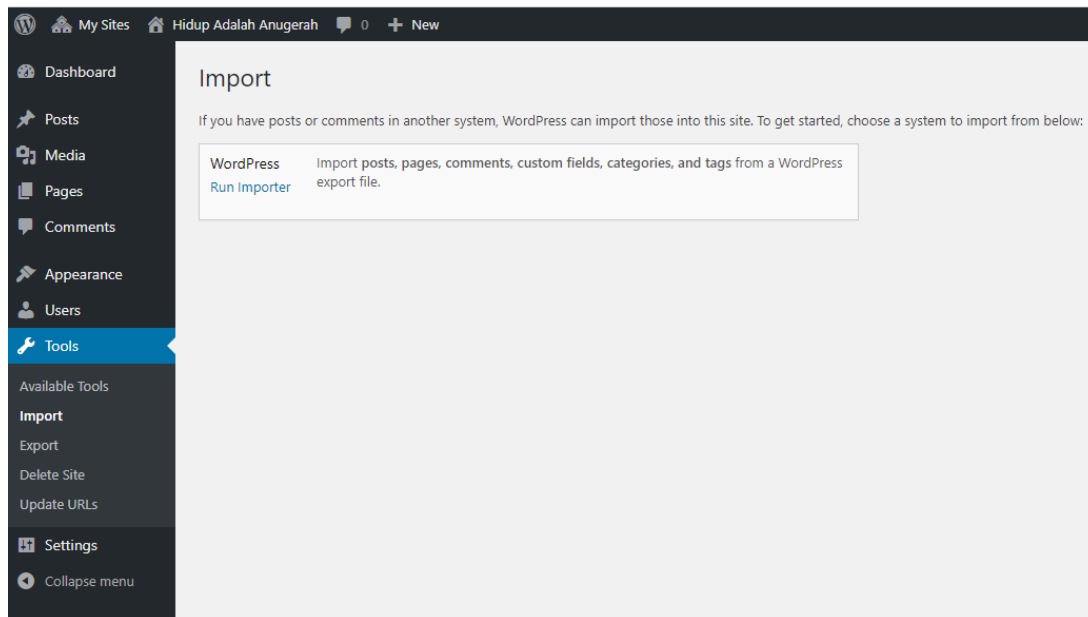 My Sites Hidup Adalah Anugerah 0 New
Dashboard
Posts
Media
Pages
Comments
Appearance
Users
Tools
Available Tools
Import
Export
Delete Site
Update URLs
Settings
Collapse menu
Import
If you have posts or comments in another system, WordPress can import those into this site. To get started, choose a system to import from below:
WordPress
Run Importer
Import posts, pages, comments, custom fields, categories, and tags from a WordPress
export file.